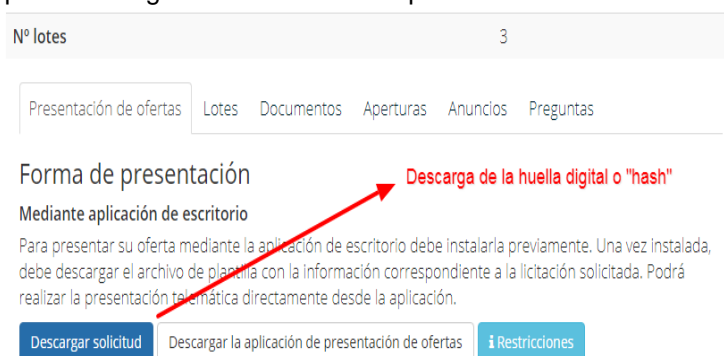 Nº lotes 3
Presentación de ofertas Lotes Documentos Aperturas Anuncios Preguntas
Forma de presentación
Descarga de la huella digital o "hash"
Mediante aplicación de escritorio
Para presentar su oferta mediante la aplicación de escritorio debe instalarla previamente. Una vez instalada,
debe descargar el archivo de plantilla con la información correspondiente a la licitación solicitada. Podrá
realizar la presentación telemática directamente desde la aplicación.
Descargar solicitud Descargar la aplicación de presentación de ofertas i Restricciones